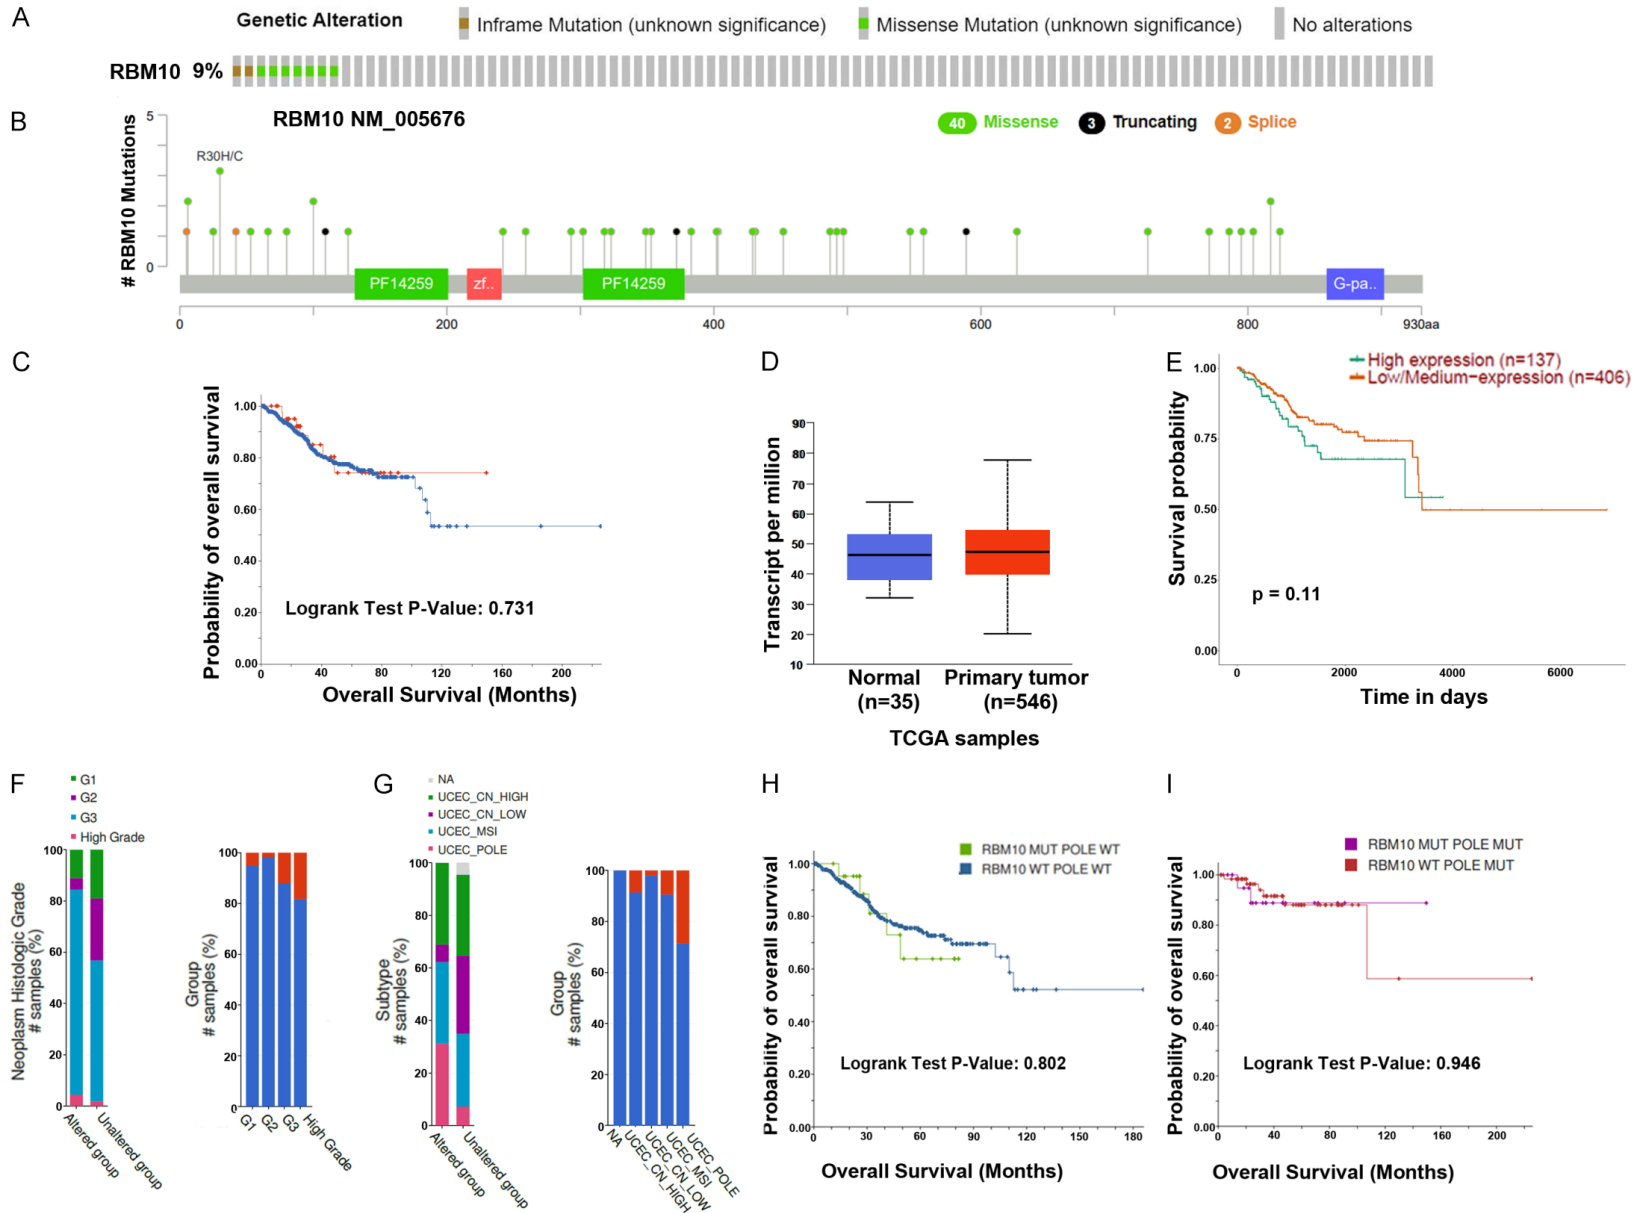 A
Genetic Alteration
Inframe Mutation (unknown significance)
Missense Mutation (unknown significance)
No alterations
RBM10 9%
B
RBM10 NM_005676
40 Missense
3 Truncating
2 Splice
# RBM10 Mutations
5
0
R30H/C
PF14259
zf..
PF14259
G-pa..
0
200
400
600
800
930aa
C
Probability of overall survival
1.00
0.80
0.60
0.40
0.20
0.00
Logrank Test P-Value: 0.731
0
40
80
120
160
200
Overall Survival (Months)
D
Transcript per million
90
80
70
60
50
40
30
20
10
Normal
(n=35)
Primary tumor
(n=546)
TCGA samples
E
High expression (n=137)
Low/Medium-expression (n=406)
Survival probability
1.00
0.75
0.50
0.25
0.00
p = 0.11
0
2000
4000
6000
Time in days
F
G1
G2
G3
High Grade
Neoplasm Histologic Grade
# samples (%)
100
80
60
40
20
0
Altered group
Unaltered group
Group
# samples (%)
100
80
60
40
20
0
G1
G2
G3
High Grade
G
NA
UCEC_CN_HIGH
UCEC_CN_LOW
UCEC_MSI
UCEC_POLE
Subtype
# samples (%)
100
80
60
40
20
0
Altered group
Unaltered group
Group
# samples (%)
100
80
60
40
20
0
NA
UCEC_CN_HIGH
UCEC_CN_LOW
UCEC_MSI
UCEC_POLE
H
RBM10 MUT POLE WT
RBM10 WT POLE WT
Probability of overall survival
1.00
0.80
0.60
0.40
0.20
0.00
Logrank Test P-Value: 0.802
0
30
60
90
120
150
186
Overall Survival (Months)
I
RBM10 MUT POLE MUT
RBM10 WT POLE MUT
Probability of overall survival
1.00
0.80
0.60
0.40
0.20
0.00
Logrank Test P-Value: 0.946
0
40
80
120
160
200
Overall Survival (Months)